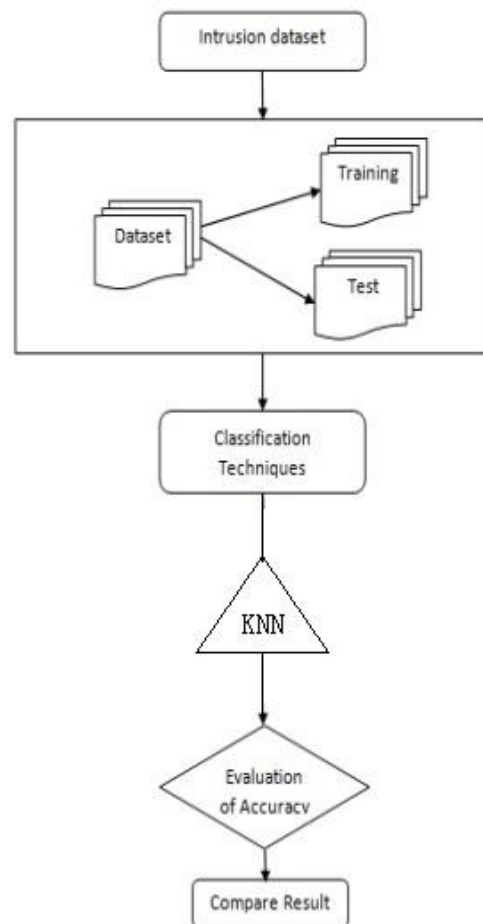 Intrusion dataset
Training
Dataset
Test
Classification
Techniques
KNN
Evaluation
of Accuracy
Compare Result